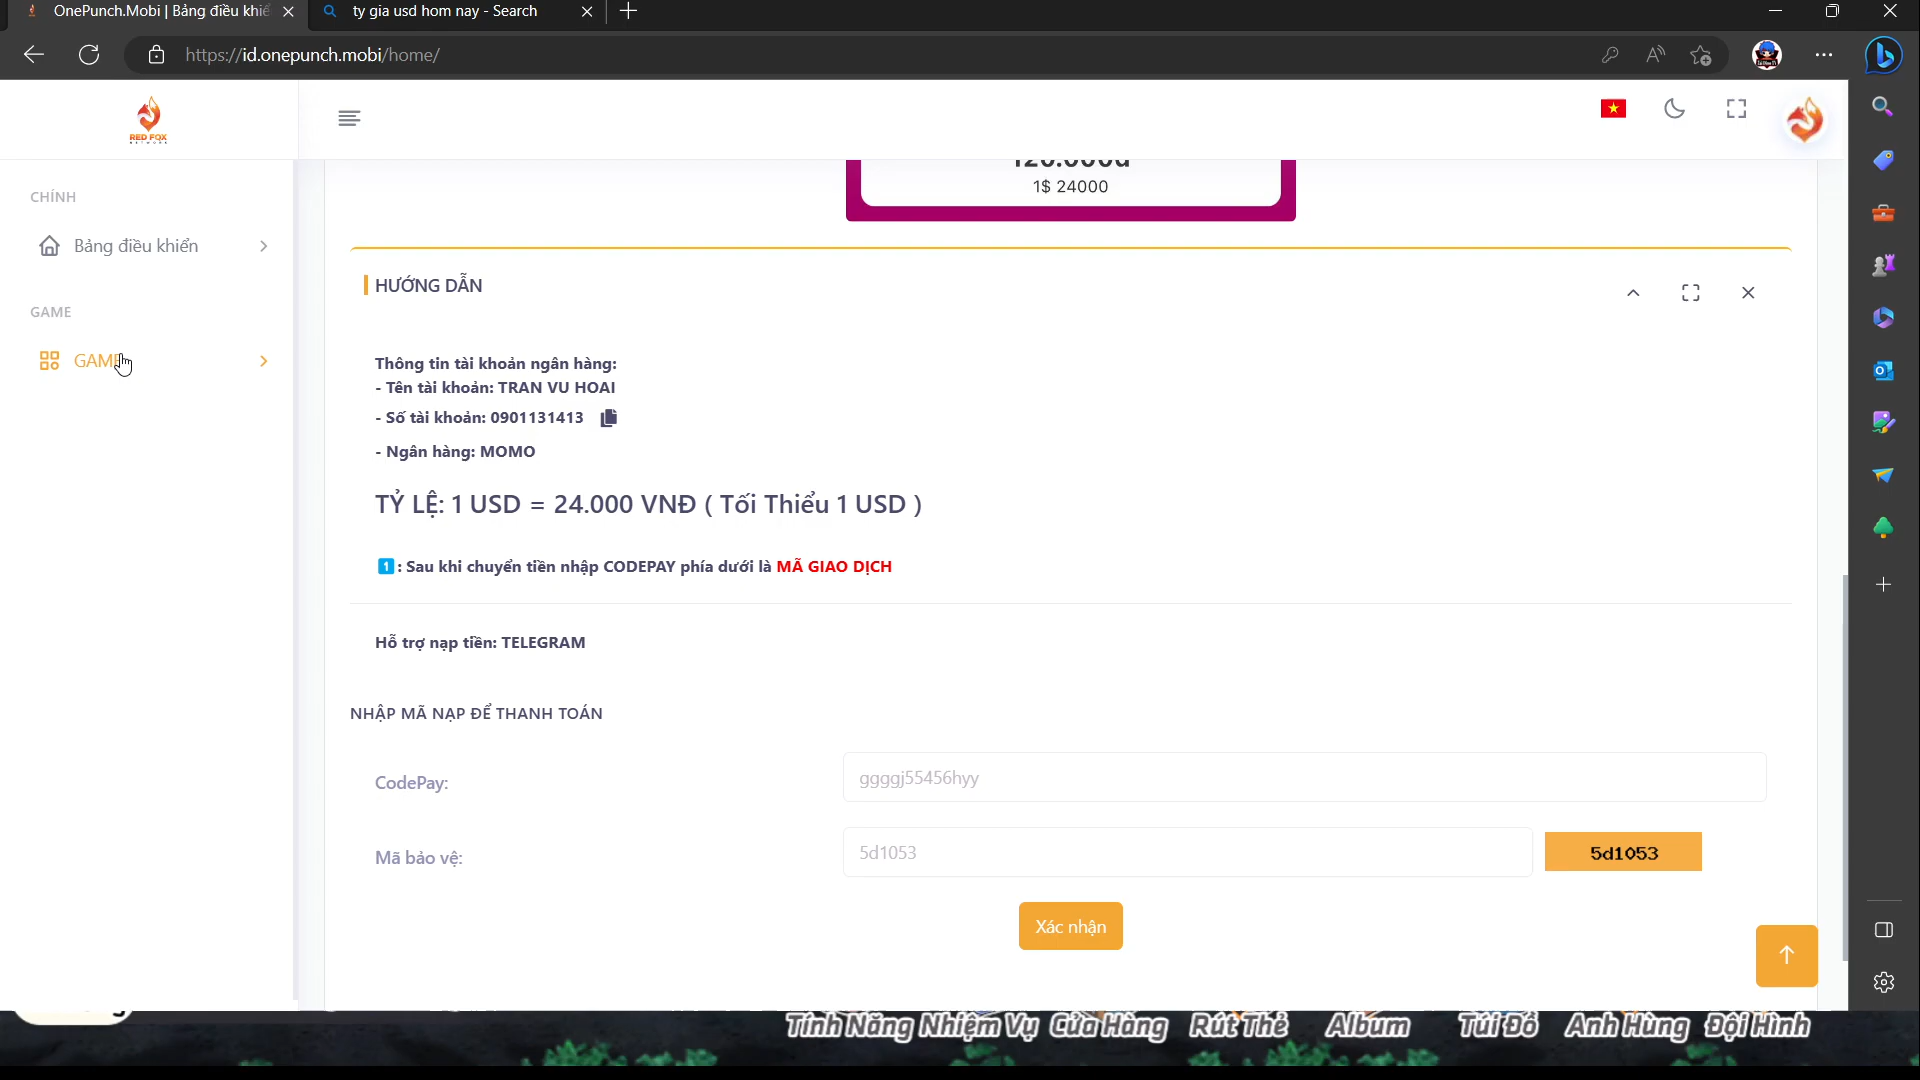 OnePunch.Mobi | Bảng điều khiể
ty gia usd hom nay - Search
https://id.onepunch.mobi/home/
RED FOX
NETWORK
120.000đ
1$ 24000
CHÍNH
Bảng điều khiển
GAME
GAME
HƯỚNG DẪN
Thông tin tài khoản ngân hàng:
- Tên tài khoản: TRAN VU HOAI
- Số tài khoản: 0901131413
- Ngân hàng: MOMO
TỶ LỆ: 1 USD = 24.000 VNĐ ( Tối Thiểu 1 USD )
1 : Sau khi chuyển tiền nhập CODEPAY phía dưới là MÃ GIAO DỊCH
Hỗ trợ nạp tiền: TELEGRAM
NHẬP MÃ NẠP ĐỂ THANH TOÁN
CodePay:
ggggj55456hyy
Mã bảo vệ:
5d1053
5d1053
Xác nhận
Tính Năng Nhiệm Vụ Cửa Hàng Rút Thẻ Album Túi Đồ Anh Hùng Đội Hình